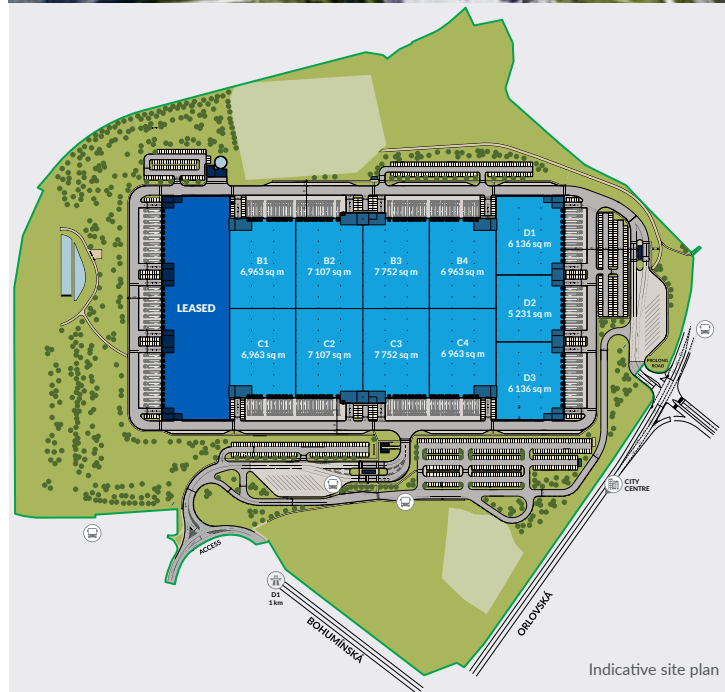 D1
6 136 sq m
B1
6,963 sq m
B2
7 107 sq m
B3
7 752 sq m
B4
6 963 sq m
LEASED
D2
5 231 sq m
C1
6,963 sq m
C2
7 107 sq m
C3
7 752 sq m
C4
6 963 sq m
D3
6 136 sq m
PROLONG
ROAD
CITY
CENTRE
ACCESS
D1
1 km
BOHUMÍNSKÁ
ORLOVSKÁ
Indicative site plan